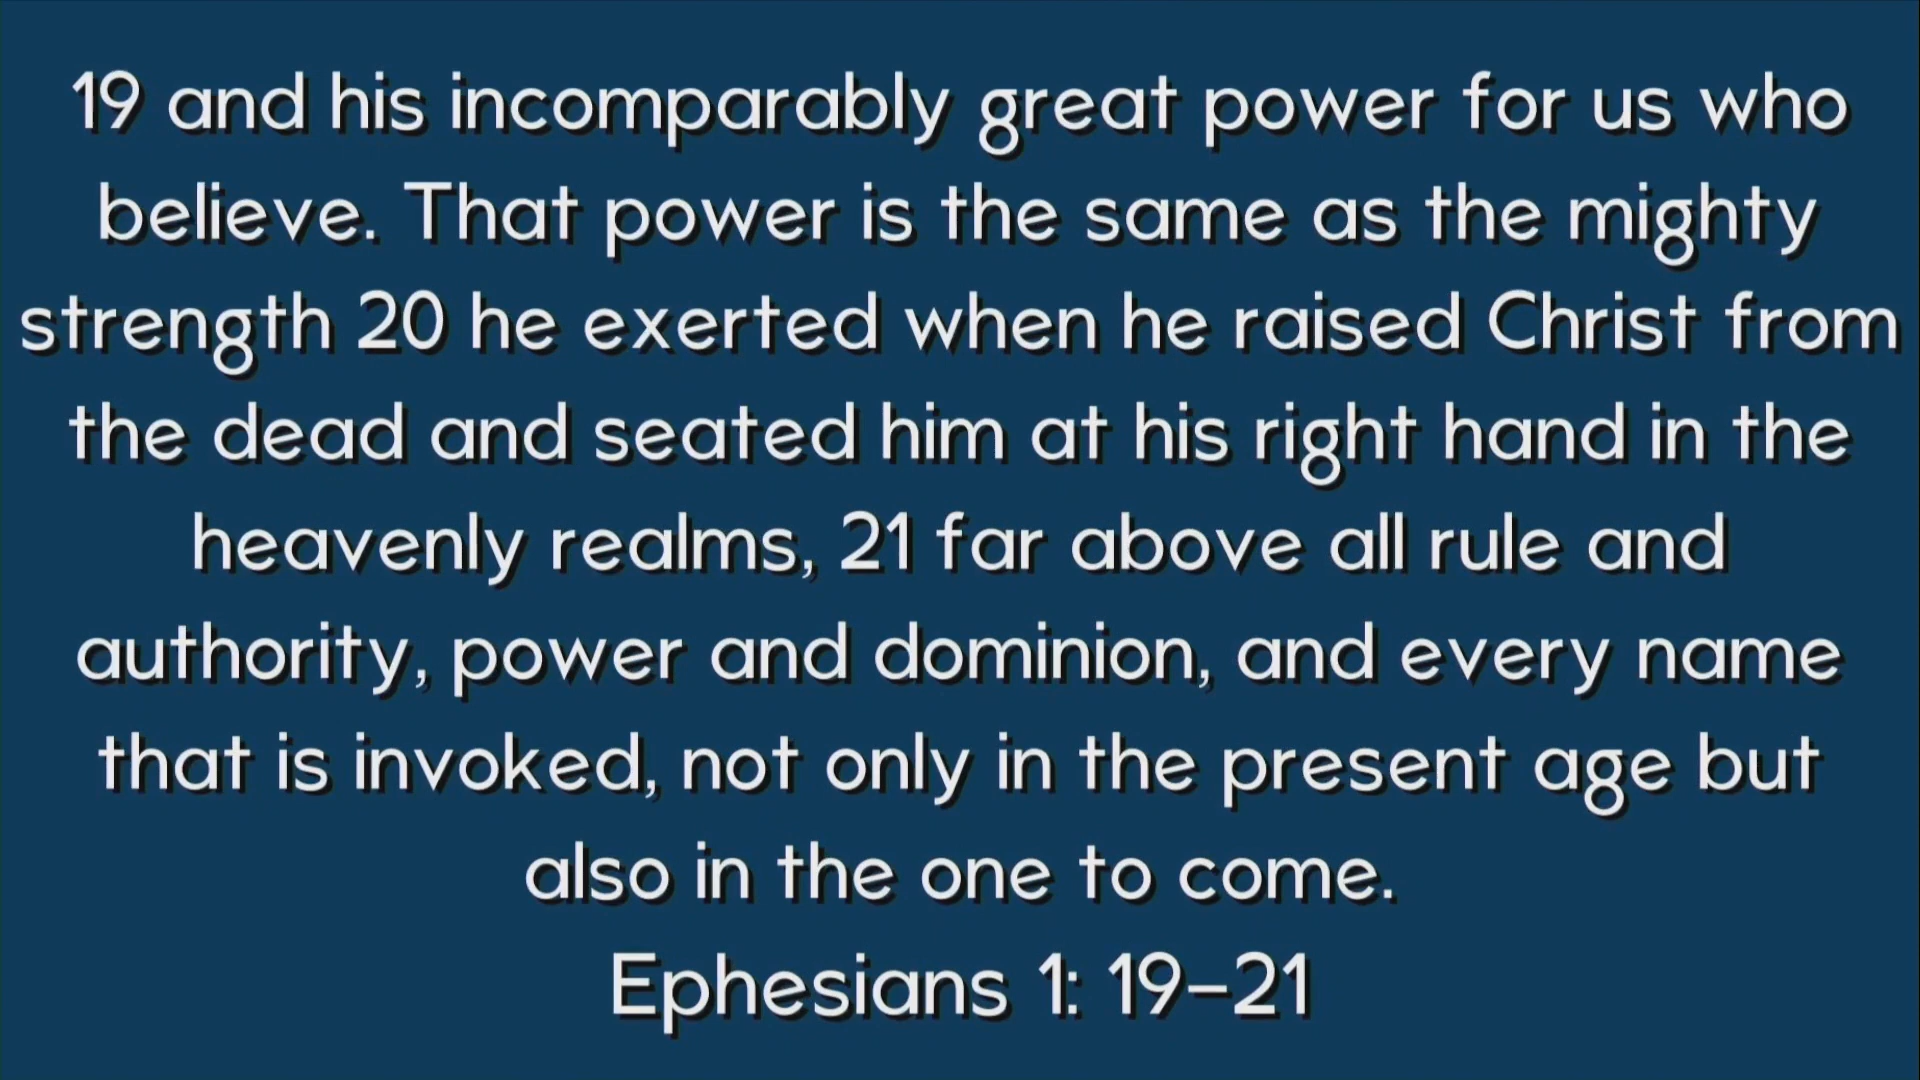 19 and his incomparably great power for us who
believe. That power is the same as the mighty
strength 20 he exerted when he raised Christ from
the dead and seated him at his right hand in the
heavenly realms, 21 far above all rule and
authority, power and dominion, and every name
that is invoked, not only in the present age but
also in the one to come.
Ephesians 1: 19–21